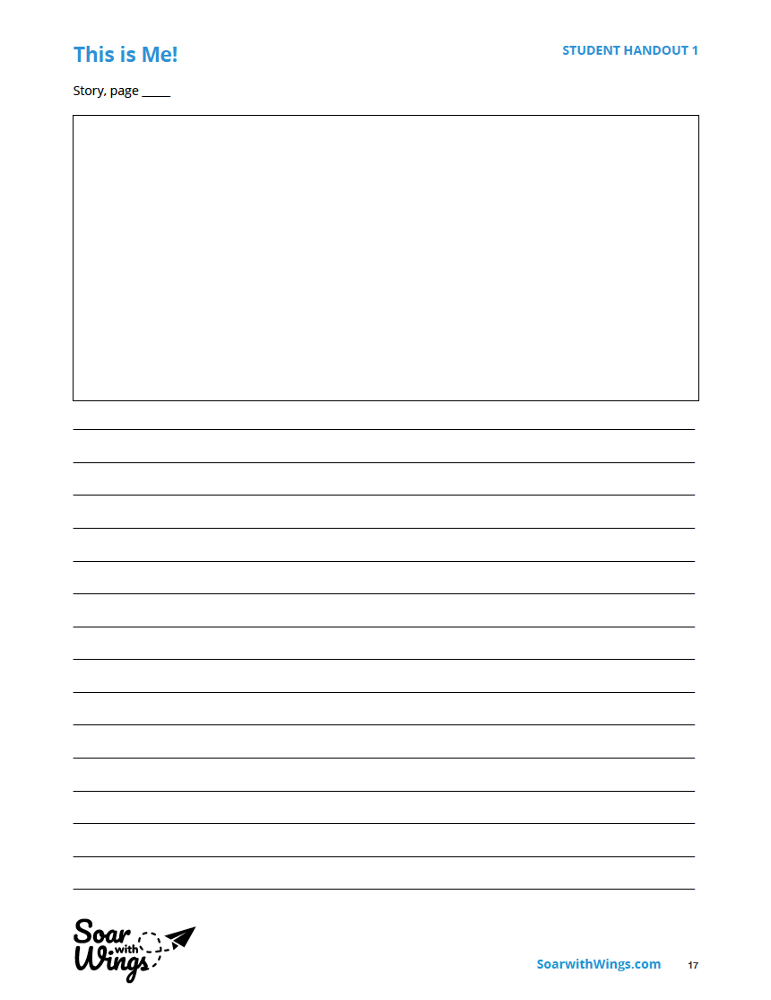 This is Me!
STUDENT HANDOUT 1
Story, page _____
Soar
with
Wings
SoarwithWings.com 17